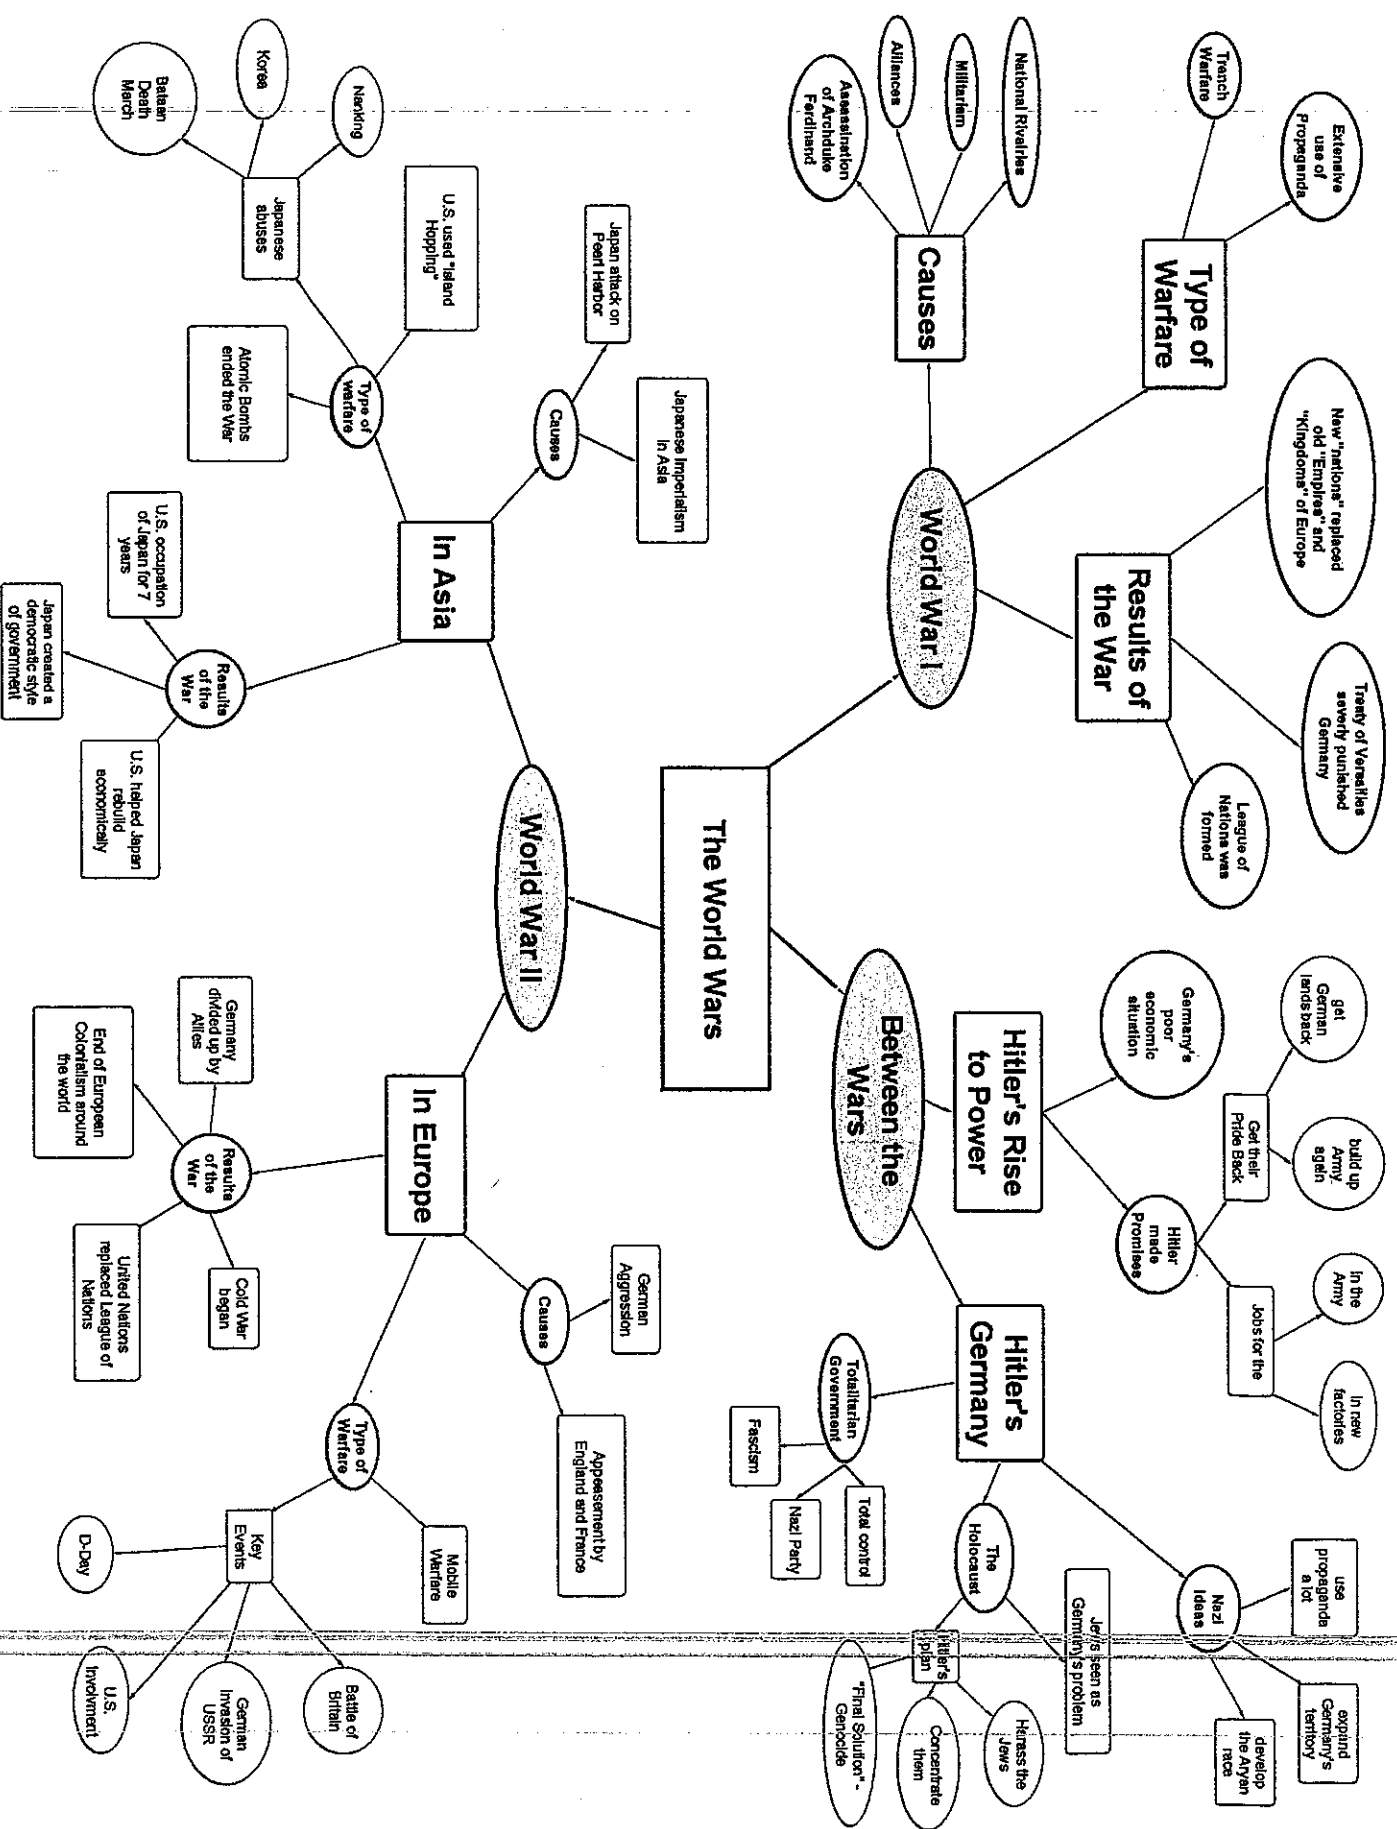 The World Wars
World War I
Type of
Warfare
Extensive
use of
Propaganda
Trench
Warfare
Causes
National Rivalries
Militarism
Alliances
Assassination
of Archduke
Ferdinand
Results of
the War
New "nations" replaced
old "Empires" and
"Kingdoms" of Europe
Treaty of Versailles
severly punished
Germany
League of
Nations was
formed
Between the
Wars
Hitler's Rise
to Power
Germany's
poor
economic
situation
Hitler
made
Promises
Get their
Pride Back
get
German
lands back
build up
Army
again
Jobs for the
in the
Army
in new
factories
Hitler's
Germany
Totalitarian
Government
Fascism
Nazi Party
Total control
The
Holocaust
Jews seen as
Germany's problem
Hitler's
plan
Harass the
Jews
Concentrate
them
"Final Solution" -
Genocide
Nazi
Ideas
use
propaganda
a lot
expand
Germany's
territory
develop
the Aryan
race
World War II
In Asia
Causes
Japanese Imperialism
in Asia
Japan attack on
Pearl Harbor
Type of
warfare
U.S. used "Island
Hopping"
Atomic Bombs
ended the War
Japanese
abuses
Nanking
Korea
Bataan
Death
March
Results
of the
War
U.S. occupation
of Japan for 7
years
Japan created a
democratic style
of government
U.S. helped Japan
rebuild
economically
In Europe
Causes
German
Aggression
Appeasement by
England and France
Type of
Warfare
Mobile
Warfare
Key
Events
Battle of
Britain
German
Invasion of
USSR
U.S.
Involvment
D-Day
Results
of the
War
Germany
divided up by
Allies
End of European
Colonialism around
the world
United Nations
replaced League of
Nations
Cold War
began